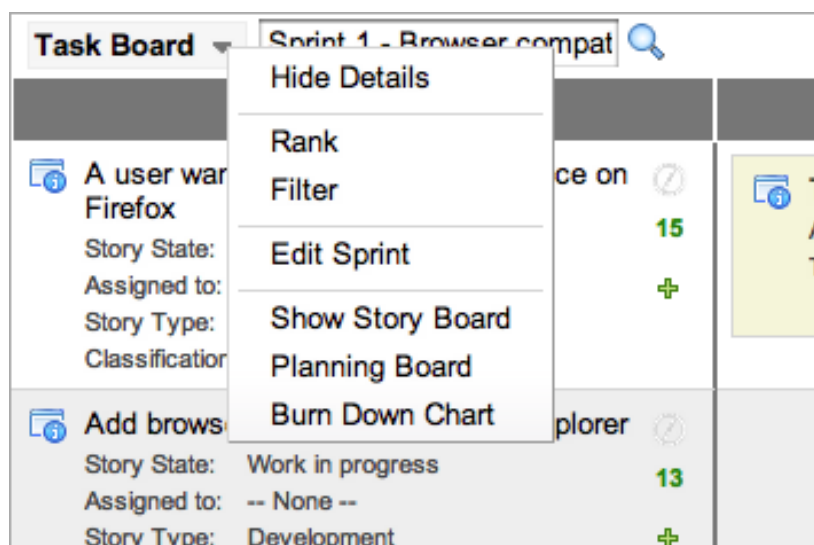 Task Board Sprint 1 - Browser compat
Hide Details
Rank
Filter
Edit Sprint
Show Story Board
Planning Board
Burn Down Chart
A user ce on
Firefox
15
Story State:
Assigned to:
Story Type:
Classification
Add plorer
Story State: Work in progress
13
Assigned to: -- None --
Story Type: Development